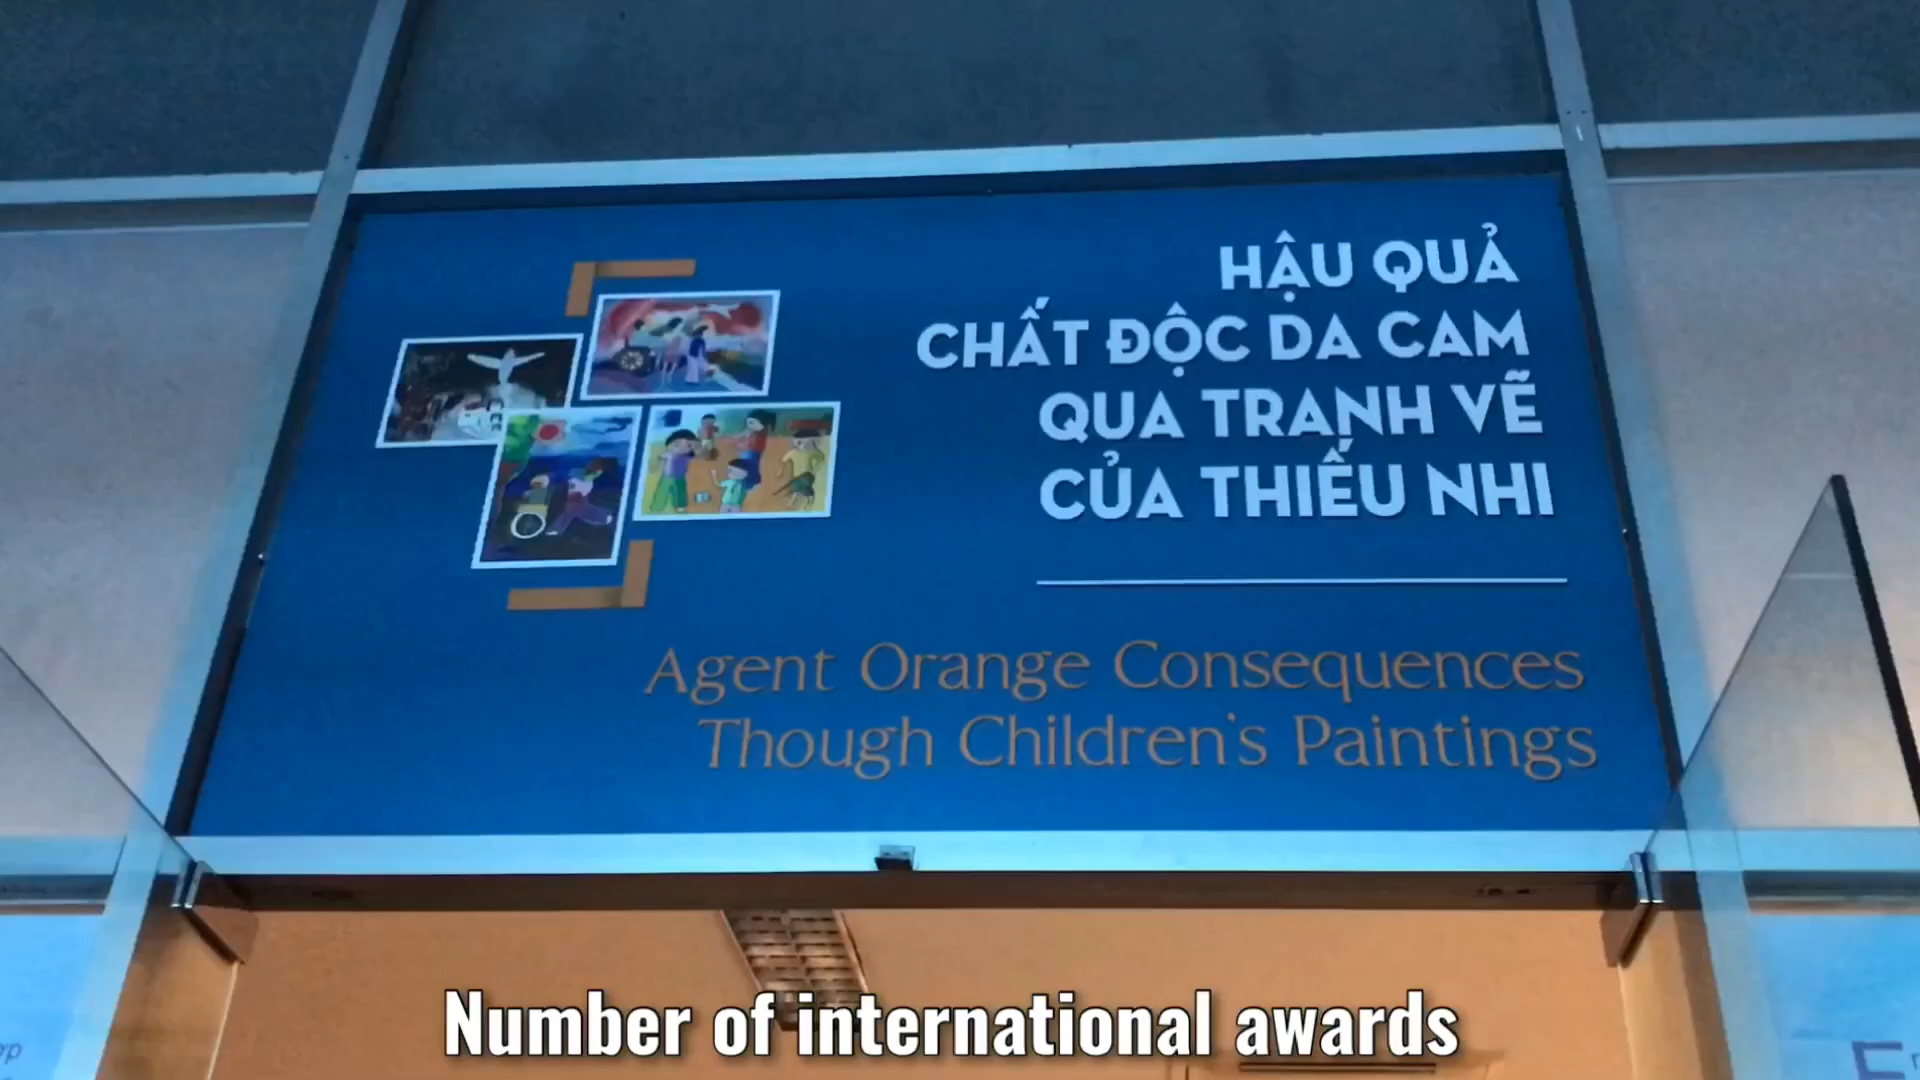 HẬU QUẢ
CHẤT ĐỘC DA CAM
QUA TRANH VẼ
CỦA THIẾU NHI
Agent Orange Consequences
Though Children's Paintings
Number of international awards